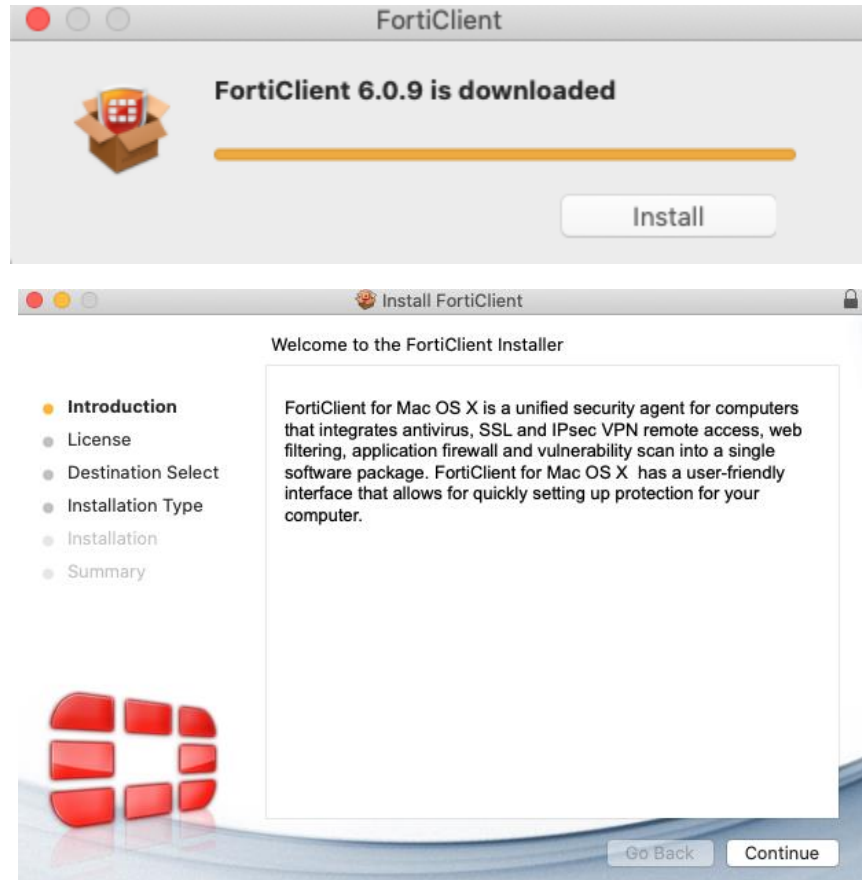 FortiClient
FortiClient 6.0.9 is downloaded
Install
Install FortiClient
Welcome to the FortiClient Installer
Introduction
License
Destination Select
Installation Type
Installation
Summary
FortiClient for Mac OS X is a unified security agent for computers
that integrates antivirus, SSL and IPsec VPN remote access, web
filtering, application firewall and vulnerability scan into a single
software package. FortiClient for Mac OS X  has a user-friendly
interface that allows for quickly setting up protection for your
computer.
Go Back
Continue